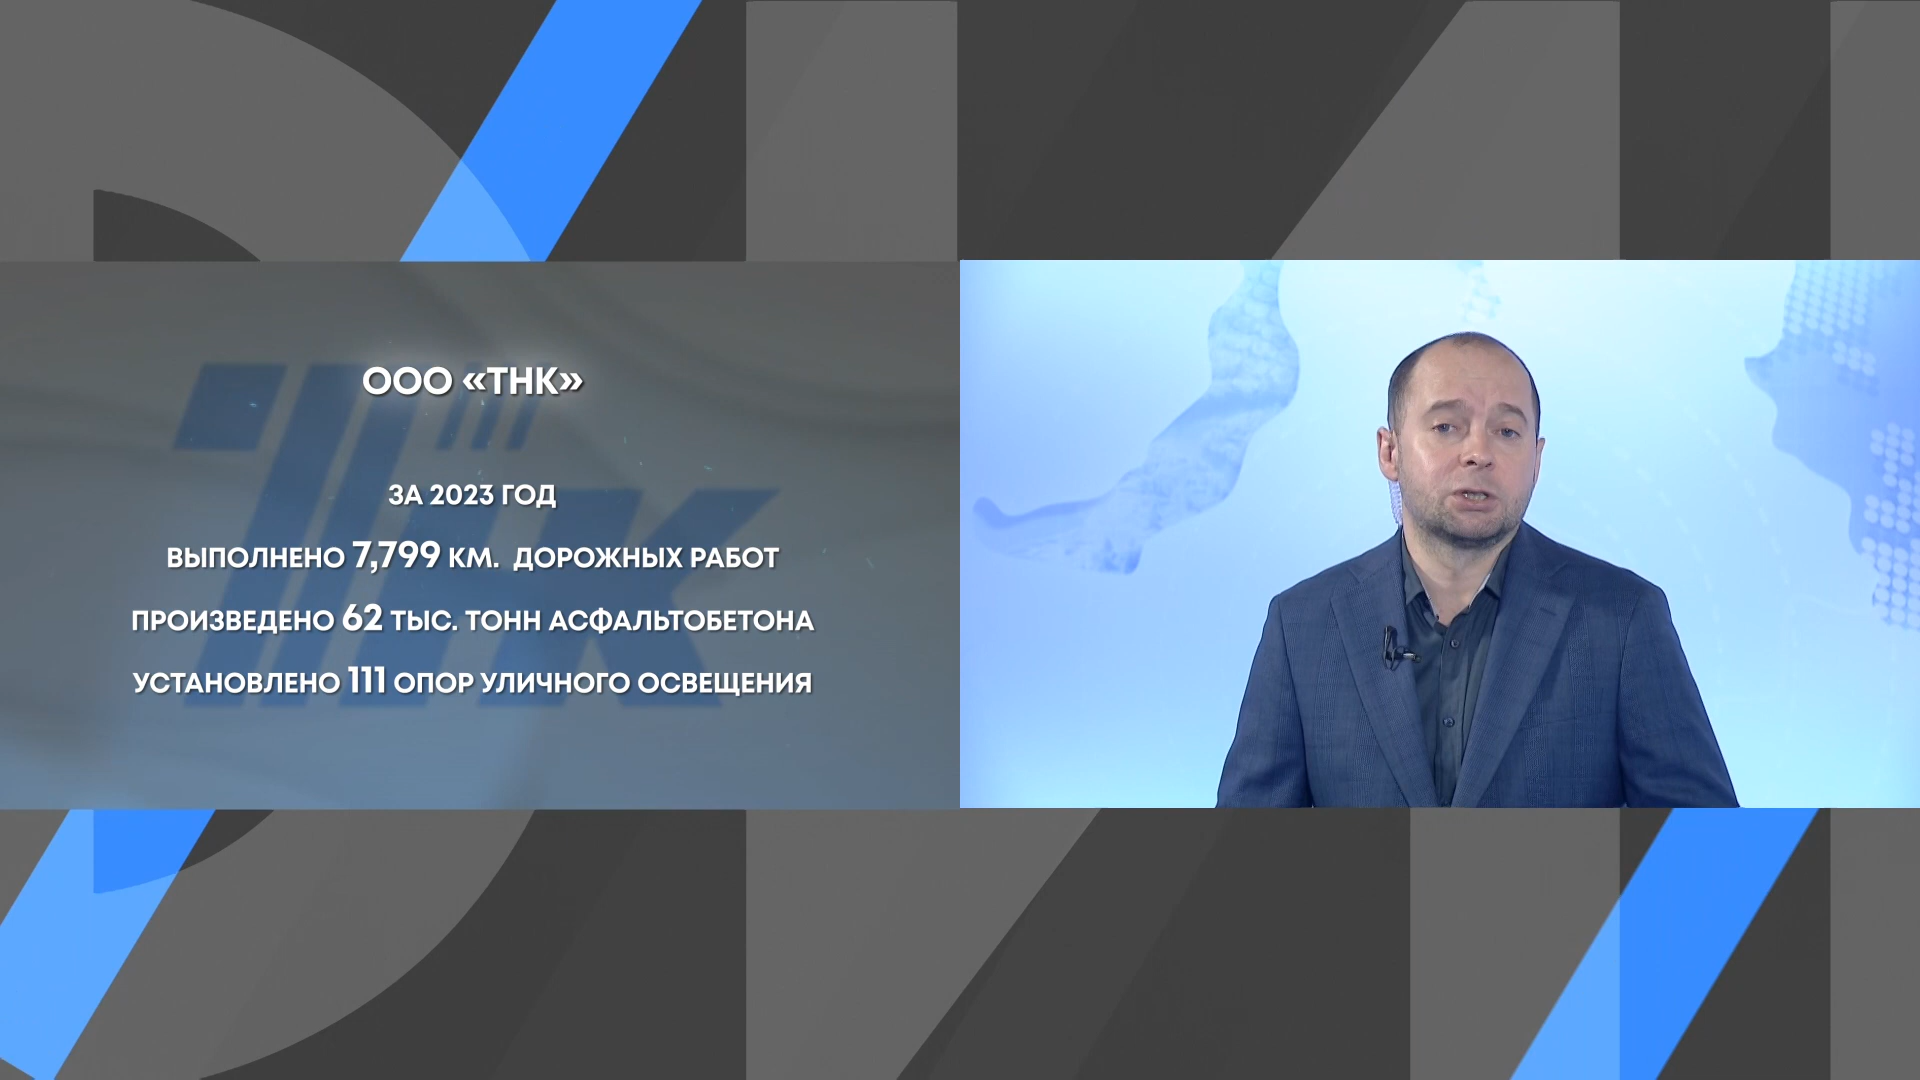 ООО «ТНК»
ЗА 2023 ГОД
ВЫПОЛНЕНО 7,799 КМ. ДОРОЖНЫХ РАБОТ
ПРОИЗВЕДЕНО 62 ТЫС. ТОНН АСФАЛЬТОБЕТОНА
УСТАНОВЛЕНО 111 ОПОР УЛИЧНОГО ОСВЕЩЕНИЯ